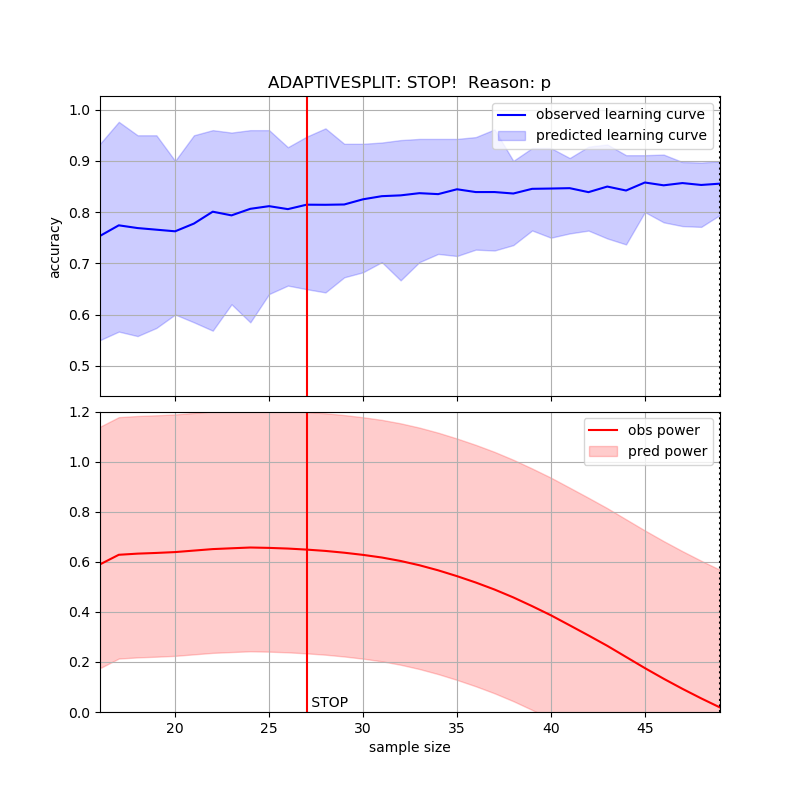 ADAPTIVESPLIT: STOP!  Reason: p
1.0
0.9
0.8
0.7
0.6
0.5
accuracy
observed learning curve
predicted learning curve
1.2
1.0
0.8
0.6
0.4
0.2
0.0
obs power
pred power
STOP
20
25
30
35
40
45
sample size